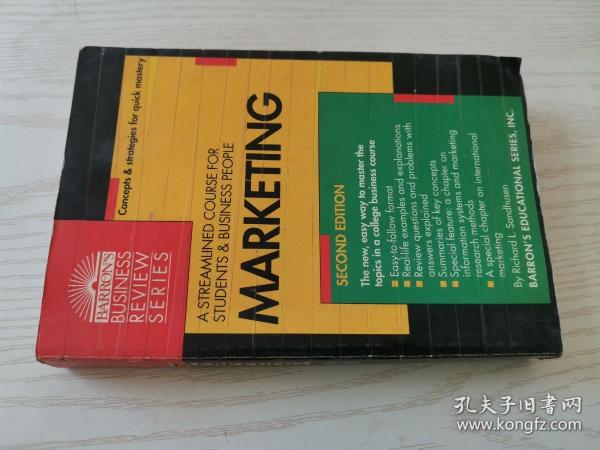 BARRON'S
BUSINESS
REVIEW
SERIES
Concepts & strategies for quick mastery
A STREAMLINED COURSE FOR
STUDENTS & BUSINESS PEOPLE
MARKETING
SECOND EDITION
The new, easy way to master the
topics in a college business course
■ Easy-to-follow format
■ Real-life examples and explanations
■ Review questions and problems with
answers explained
■ Summaries of key concepts
■ Special feature: a chapter on
information systems and marketing
research methods
■ A special chapter on international
marketing
By Richard L. Sandhusen
BARRON'S EDUCATIONAL SERIES, INC.
孔夫子旧书网
www.kongfz.com